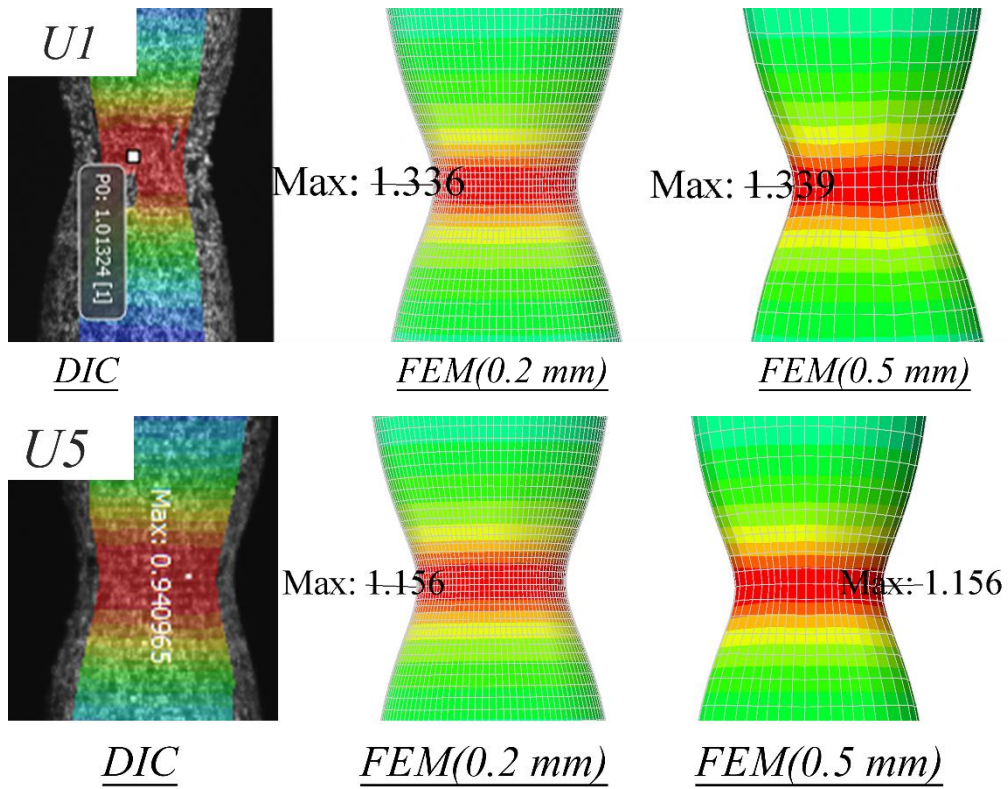 U1
P0: 1.01324 [1]
Max: 1.336
Max: 1.339
DIC
FEM(0.2 mm)
FEM(0.5 mm)
U5
Max: 0.940965
Max: 1.156
Max: 1.156
DIC
FEM(0.2 mm)
FEM(0.5 mm)